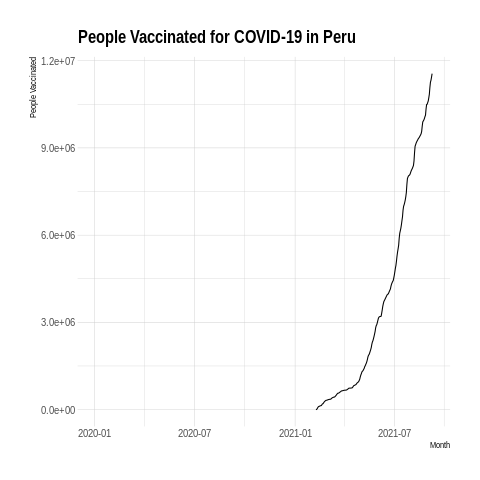 People Vaccinated for COVID-19 in Peru
People Vaccinated
1.2e+07
9.0e+06
6.0e+06
3.0e+06
0.0e+00
2020-01
2020-07
2021-01
2021-07
Month